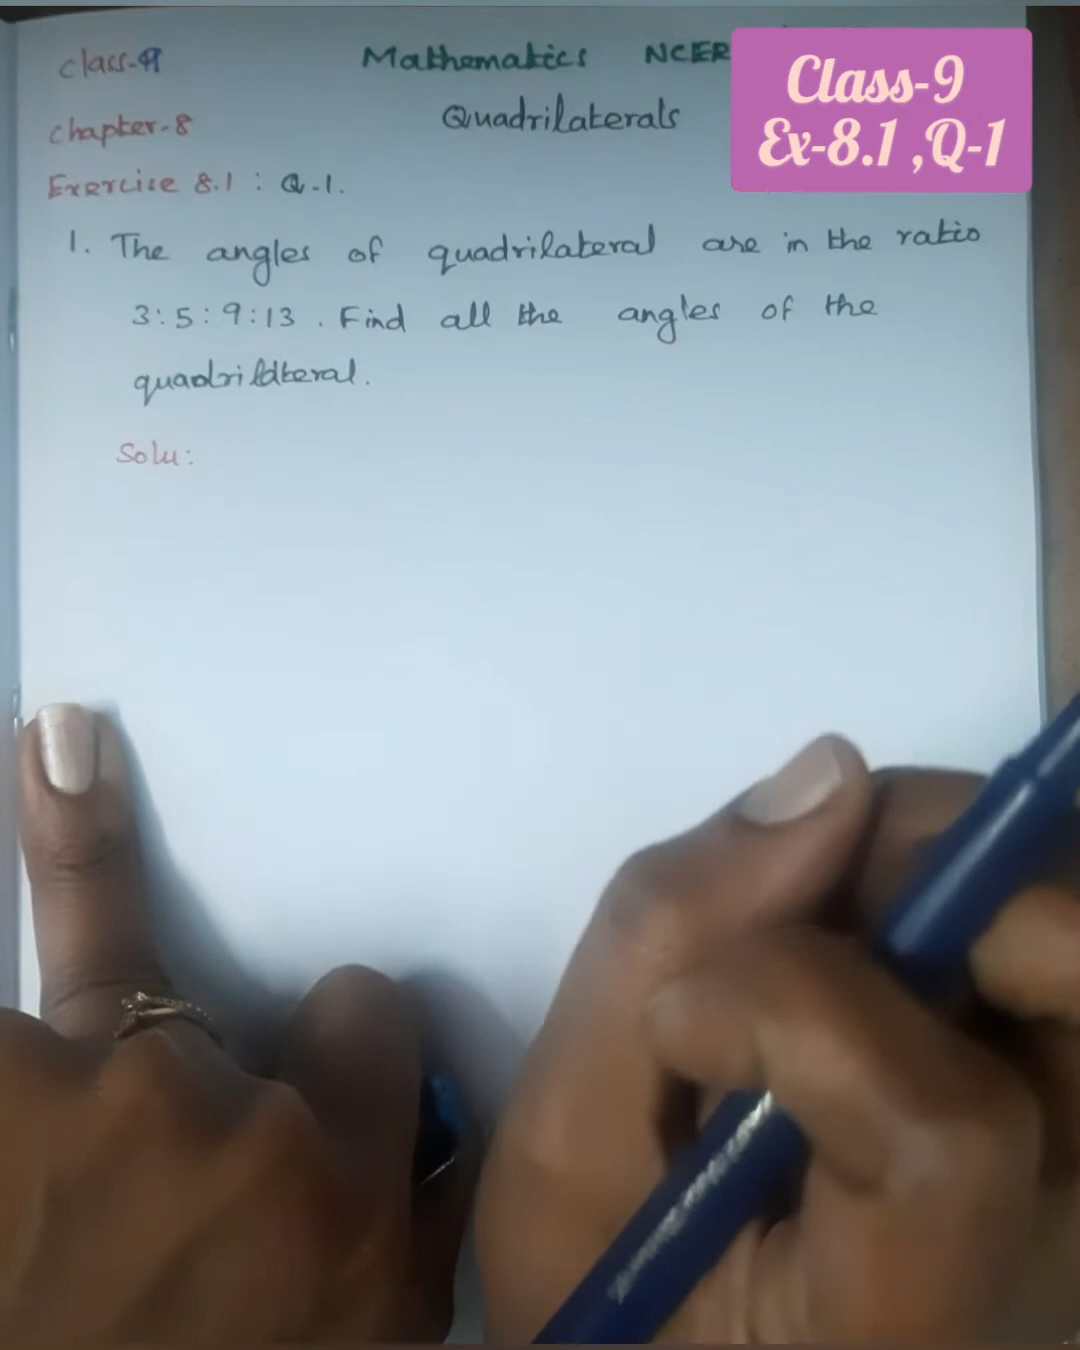 class-9
Mathematics NCER
Class-9
Ex-8.1 ,Q-1
chapter-8
Quadrilaterals
Exercise 8.1 : Q-1.
1. The angles of quadrilateral are in the ratio
3:5:9:13 . Find all the angles of the
quadrilateral.
Solu: